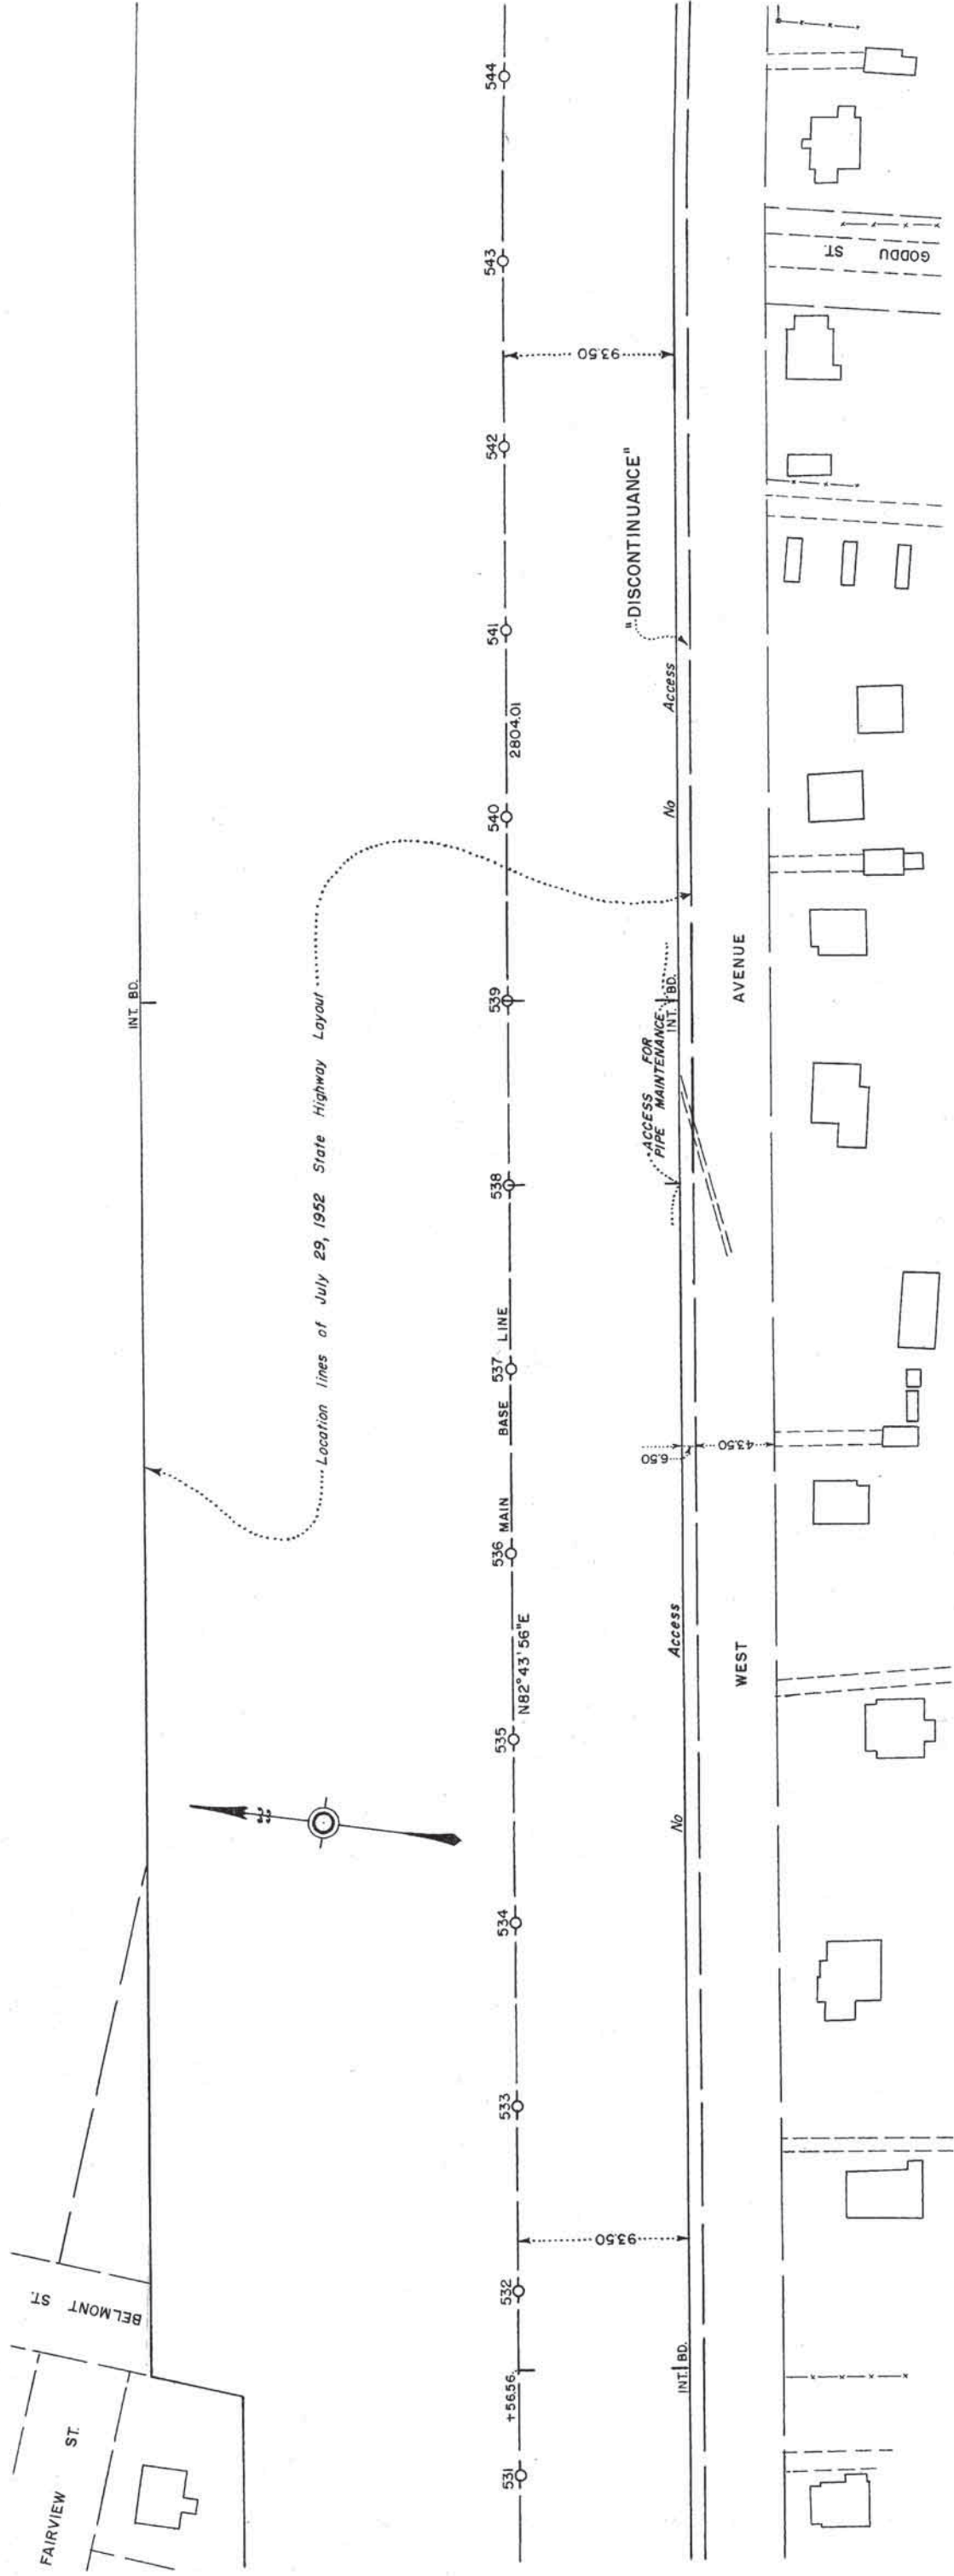 FAIRVIEW ST.
BELMONT ST.
INT. BD.
Location lines of July 29, 1952 State Highway Layout
531
+56.56
532
533
534
535
N82°43'56"E
536
MAIN BASE LINE
537
538
539
540
2804.01
541
542
543
544
93.50
93.50
INT. BD.
No Access
6.50
43.50
ACCESS FOR
PIPE MAINTENANCE
INT. BD.
No Access
"DISCONTINUANCE"
WEST AVENUE
GODDU ST.